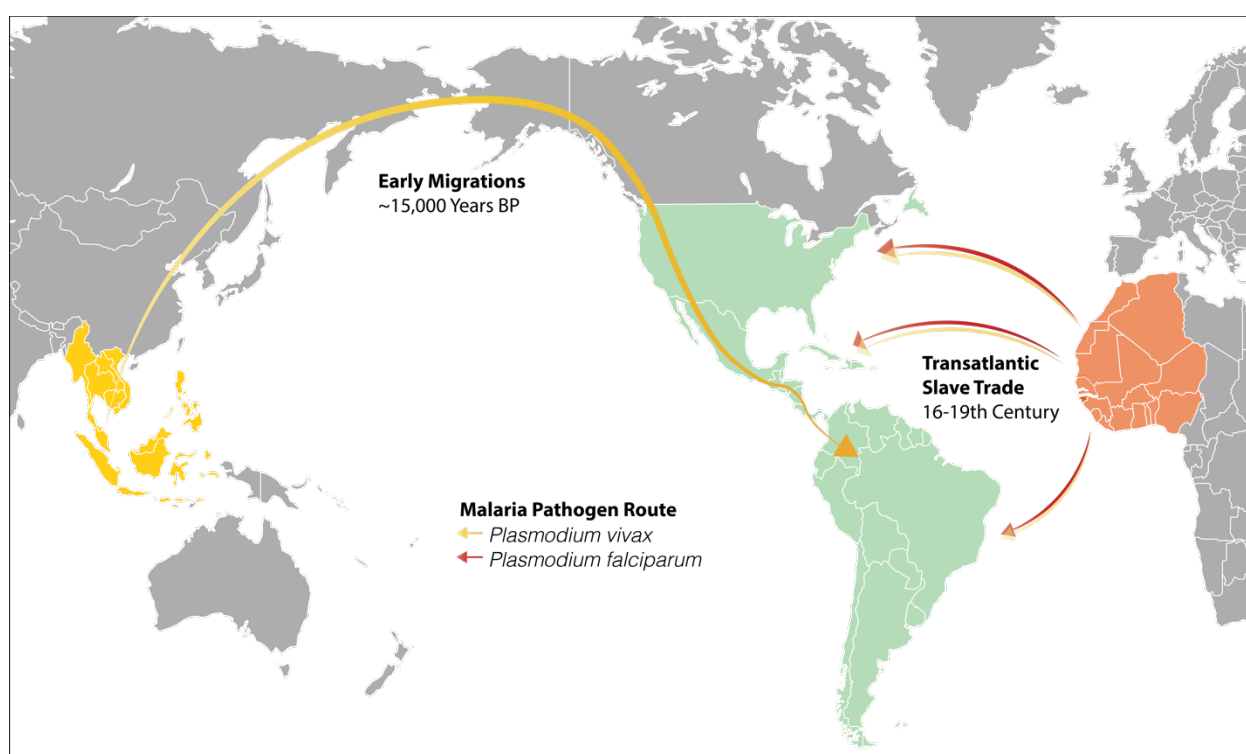 Early Migrations
~15,000 Years BP
Transatlantic
Slave Trade
16-19th Century
Malaria Pathogen Route
Plasmodium vivax
Plasmodium falciparum